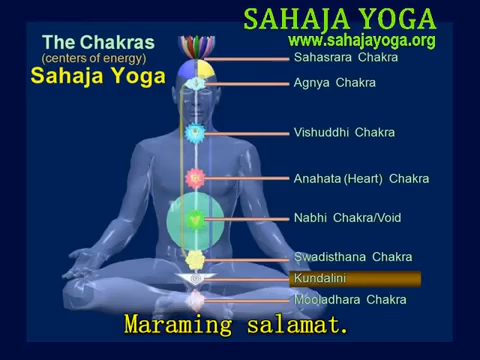 SAHAJA YOGA
www.sahajayoga.org
The Chakras
(centers of energy)
Sahaja Yoga
Sahasrara Chakra
Agnya Chakra
Vishuddhi Chakra
Anahata (Heart) Chakra
Nabhi Chakra/Void
Swadisthana Chakra
Kundalini
Mooladhara Chakra
Maraming salamat.